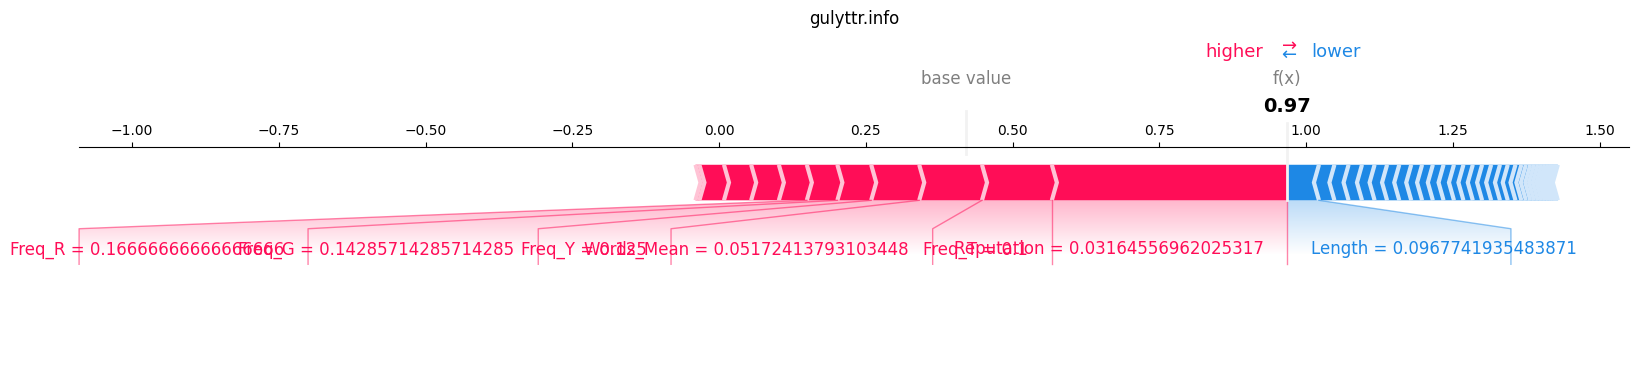 gulyttr.info
higher ⇄ lower
base value f(x)
0.97
−1.00 −0.75 −0.50 −0.25 0.00 0.25 0.50 0.75 1.00 1.25 1.50
Freq_R = 0.16666666666666666 Freq_G = 0.14285714285714285 Freq_Y = 0.125 Words_Mean = 0.05172413793103448 Freq_T = 0.1 Reputation = 0.03164556962025317 Length = 0.0967741935483871